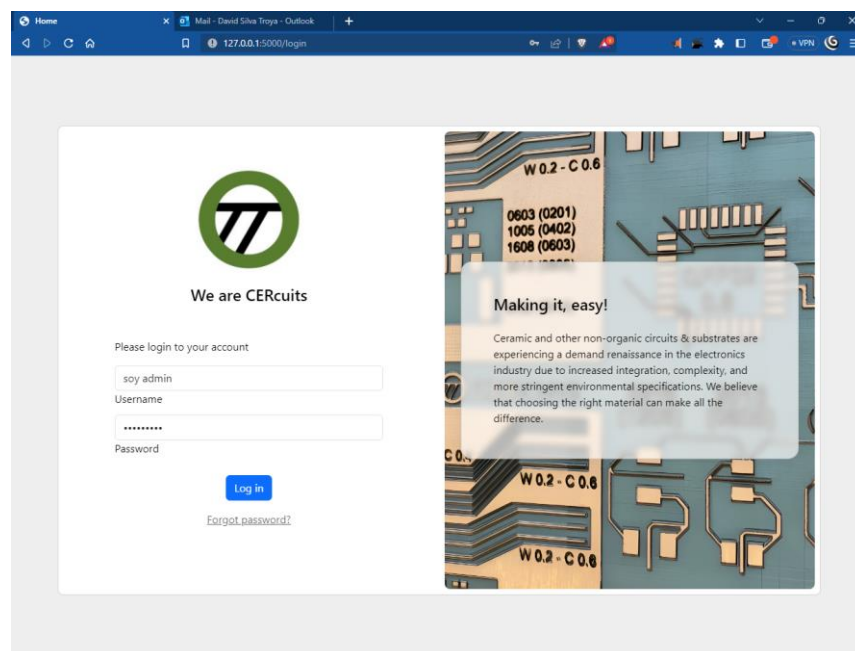 Home
Mail - David Silva Troya - Outlook
127.0.0.1:5000/login
VPN
We are CERcuits
Please login to your account
soy admin
Username
Password
Log in
Forgot password?
W 0.2 - C 0.6
0603 (0201)
1005 (0402)
1608 (0603)
Making it, easy!
Ceramic and other non-organic circuits & substrates are
experiencing a demand renaissance in the electronics
industry due to increased integration, complexity, and
more stringent environmental specifications. We believe
that choosing the right material can make all the
difference.
W 0.2 - C 0.6
W 0.2 - C 0.6